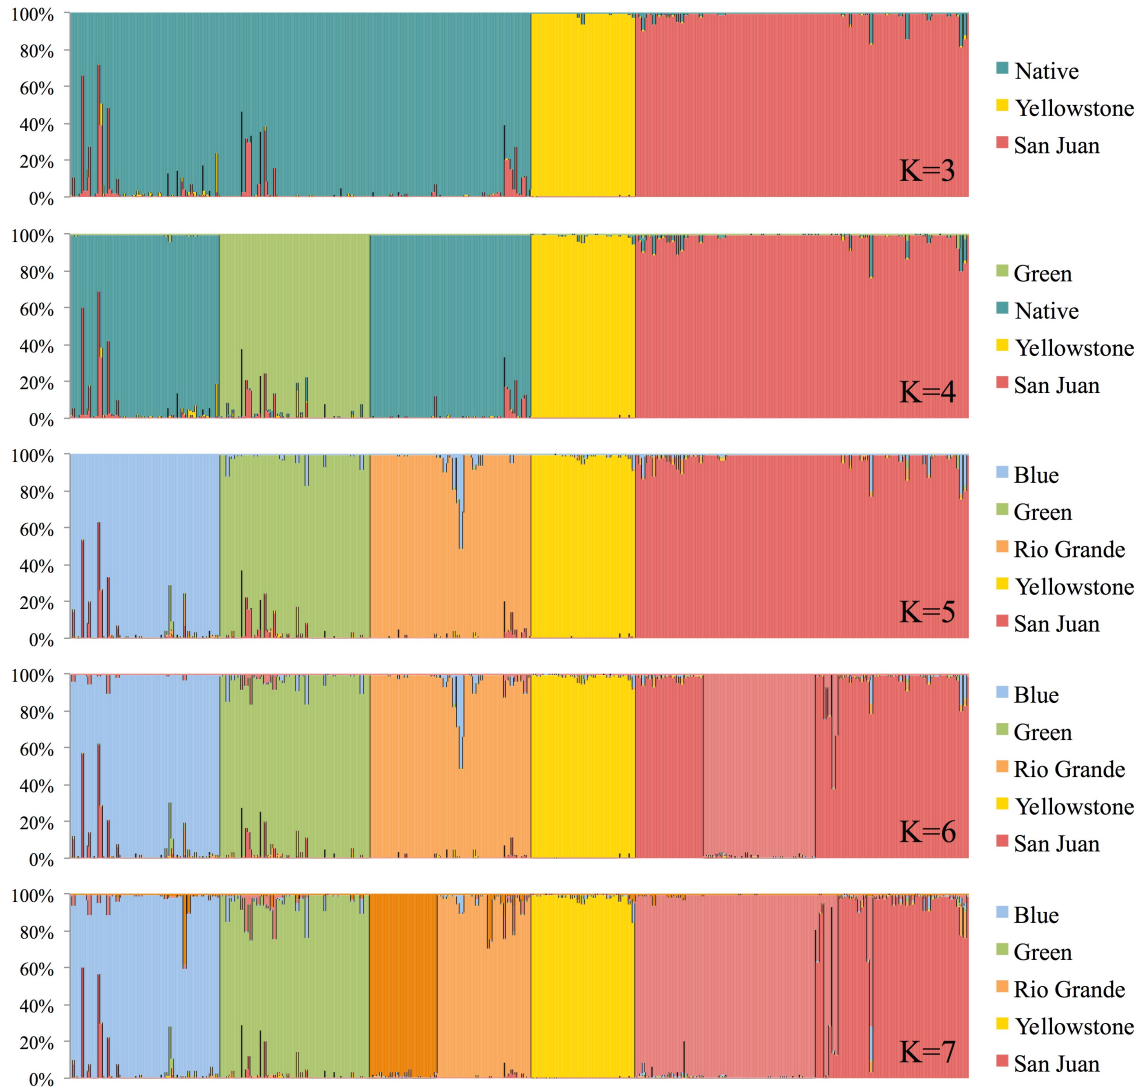 100%
80%
60%
40%
20%
0%
K=3
Native
Yellowstone
San Juan
100%
80%
60%
40%
20%
0%
K=4
Green
Native
Yellowstone
San Juan
100%
80%
60%
40%
20%
0%
K=5
Blue
Green
Rio Grande
Yellowstone
San Juan
100%
80%
60%
40%
20%
0%
K=6
Blue
Green
Rio Grande
Yellowstone
San Juan
100%
80%
60%
40%
20%
0%
K=7
Blue
Green
Rio Grande
Yellowstone
San Juan